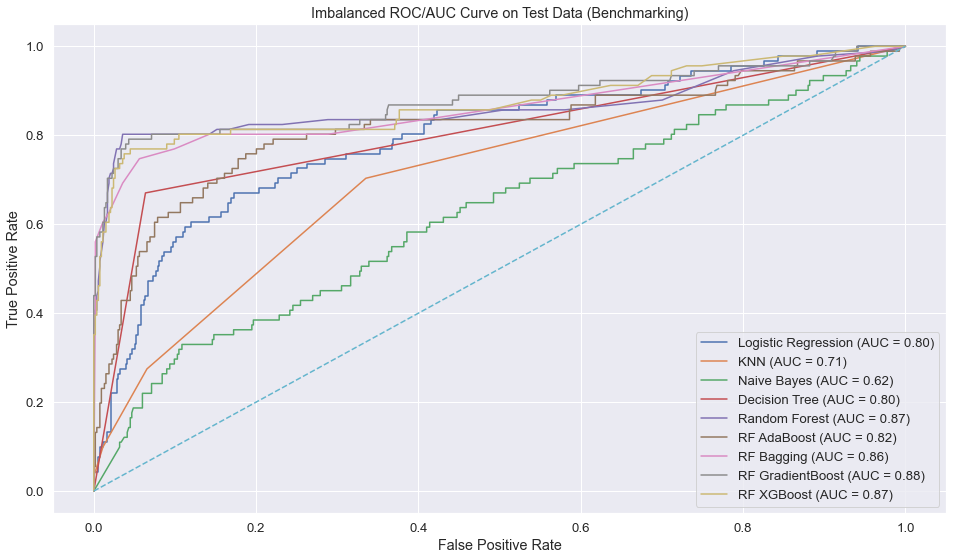 Imbalanced ROC/AUC Curve on Test Data (Benchmarking)
True Positive Rate
1.0
0.8
0.6
0.4
0.2
0.0
Logistic Regression (AUC = 0.80)
KNN (AUC = 0.71)
Naive Bayes (AUC = 0.62)
Decision Tree (AUC = 0.80)
Random Forest (AUC = 0.87)
RF AdaBoost (AUC = 0.82)
RF Bagging (AUC = 0.86)
RF GradientBoost (AUC = 0.88)
RF XGBoost (AUC = 0.87)
0.0 0.2 0.4 0.6 0.8 1.0
False Positive Rate